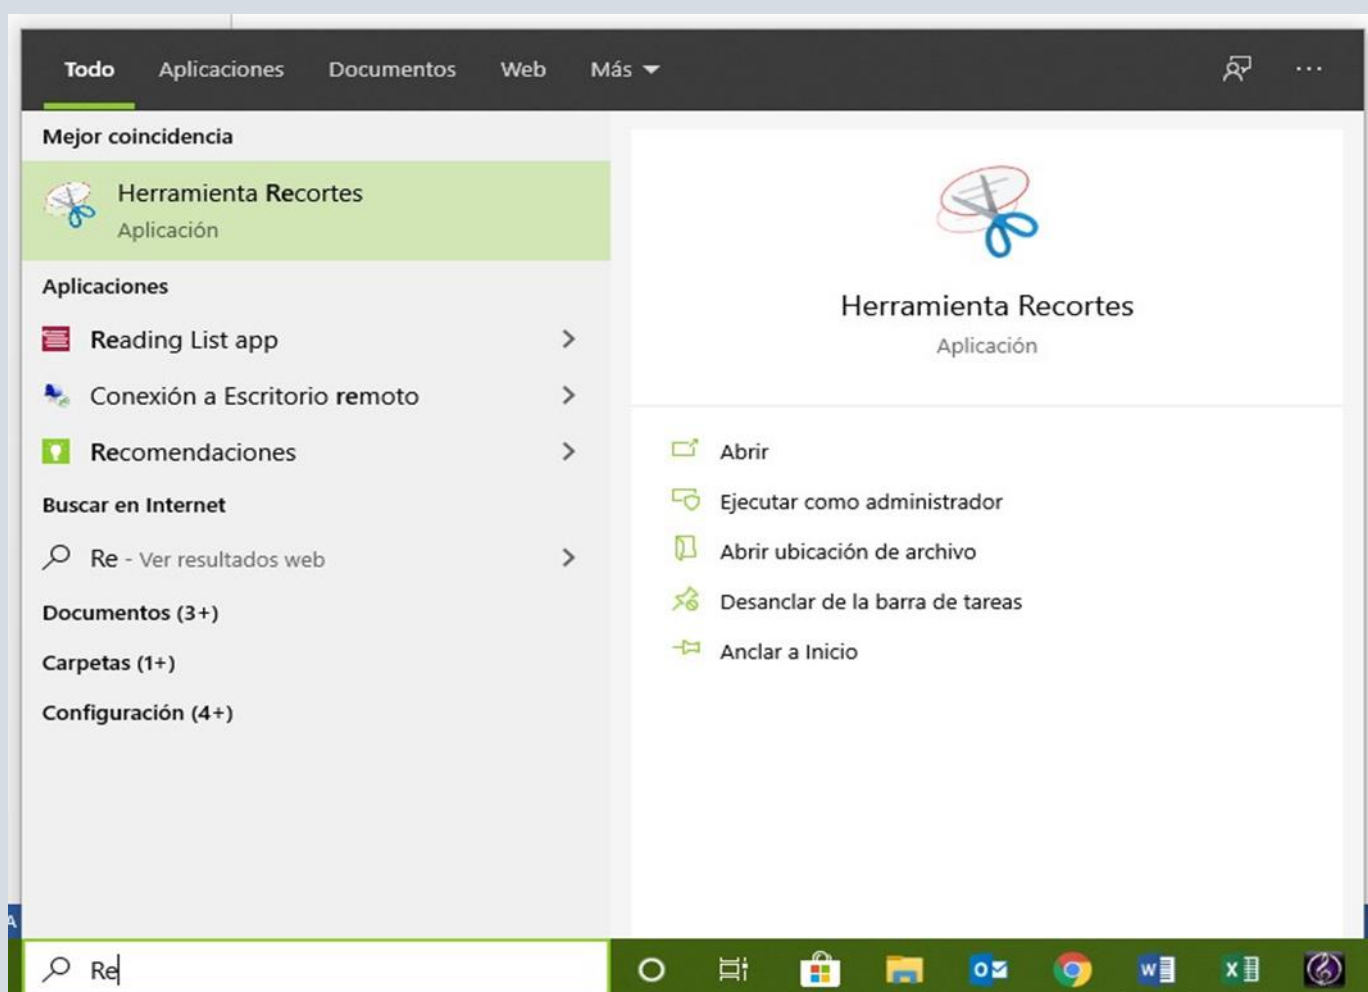 Todo Aplicaciones Documentos Web Más
Mejor coincidencia
Herramienta Recortes
Aplicación
Aplicaciones
Reading List app
Conexión a Escritorio remoto
Recomendaciones
Buscar en Internet
Re - Ver resultados web
Documentos (3+)
Carpetas (1+)
Configuración (4+)
Herramienta Recortes
Aplicación
Abrir
Ejecutar como administrador
Abrir ubicación de archivo
Desanclar de la barra de tareas
Anclar a Inicio
A
Re